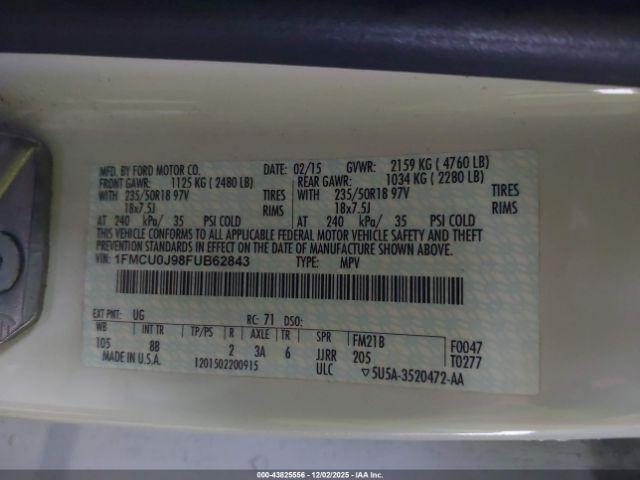 MFD. BY FORD MOTOR CO. DATE: 02/15 GVWR: 2159 KG ( 4760 LB)
FRONT GAWR: 1125 KG ( 2480 LB) REAR GAWR: 1034 KG ( 2280 LB)
WITH 235/50R18 97V TIRES WITH 235/50R18 97V TIRES
18x7.5J RIMS 18x7.5J RIMS
AT 240 kPa/ 35 PSI COLD AT 240 kPa/ 35 PSI COLD
THIS VEHICLE CONFORMS TO ALL APPLICABLE FEDERAL MOTOR VEHICLE SAFETY AND THEFT
PREVENTION STANDARDS IN EFFECT ON THE DATE OF MANUFACTURE SHOWN ABOVE.
VIN: 1FMCU0J98FUB62843 TYPE: MPV
EXT PNT: UG RC: 71 DSO:
WB INT TR TP/PS R AXLE TR SPR FM21B F0047
105 8B 2 3A 6 JJRR 205 T0277
MADE IN U.S.A. 1201502200915 ULC ▽5U5A-3520472-AA
000-43825556 - 12/02/2025 - IAAI.COM